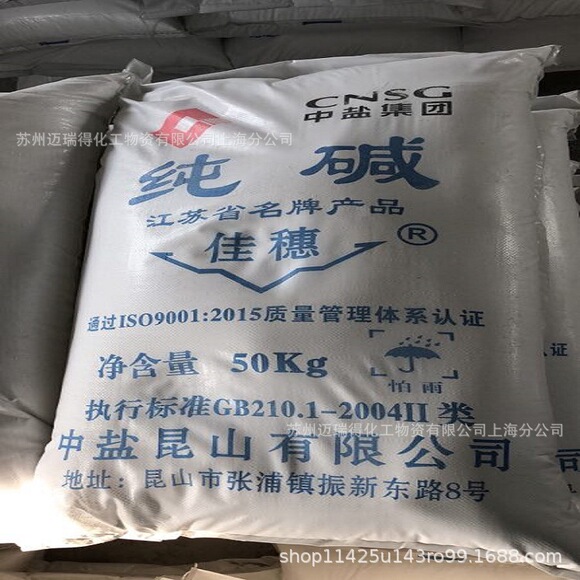 CNSG
中盐集团
苏州迈瑞得化工物资有限公司上海分公司
纯碱
江苏省名牌产品
佳穗®
通过ISO9001:2015质量管理体系认证
净含量 50Kg
怕雨
执行标准GB210.1-2004II类
苏州迈瑞得化工物资有限公司上海分公司
中盐昆山有限公司
地址:昆山市张浦镇振新东路8号
shop11425u143ro99.1688.com